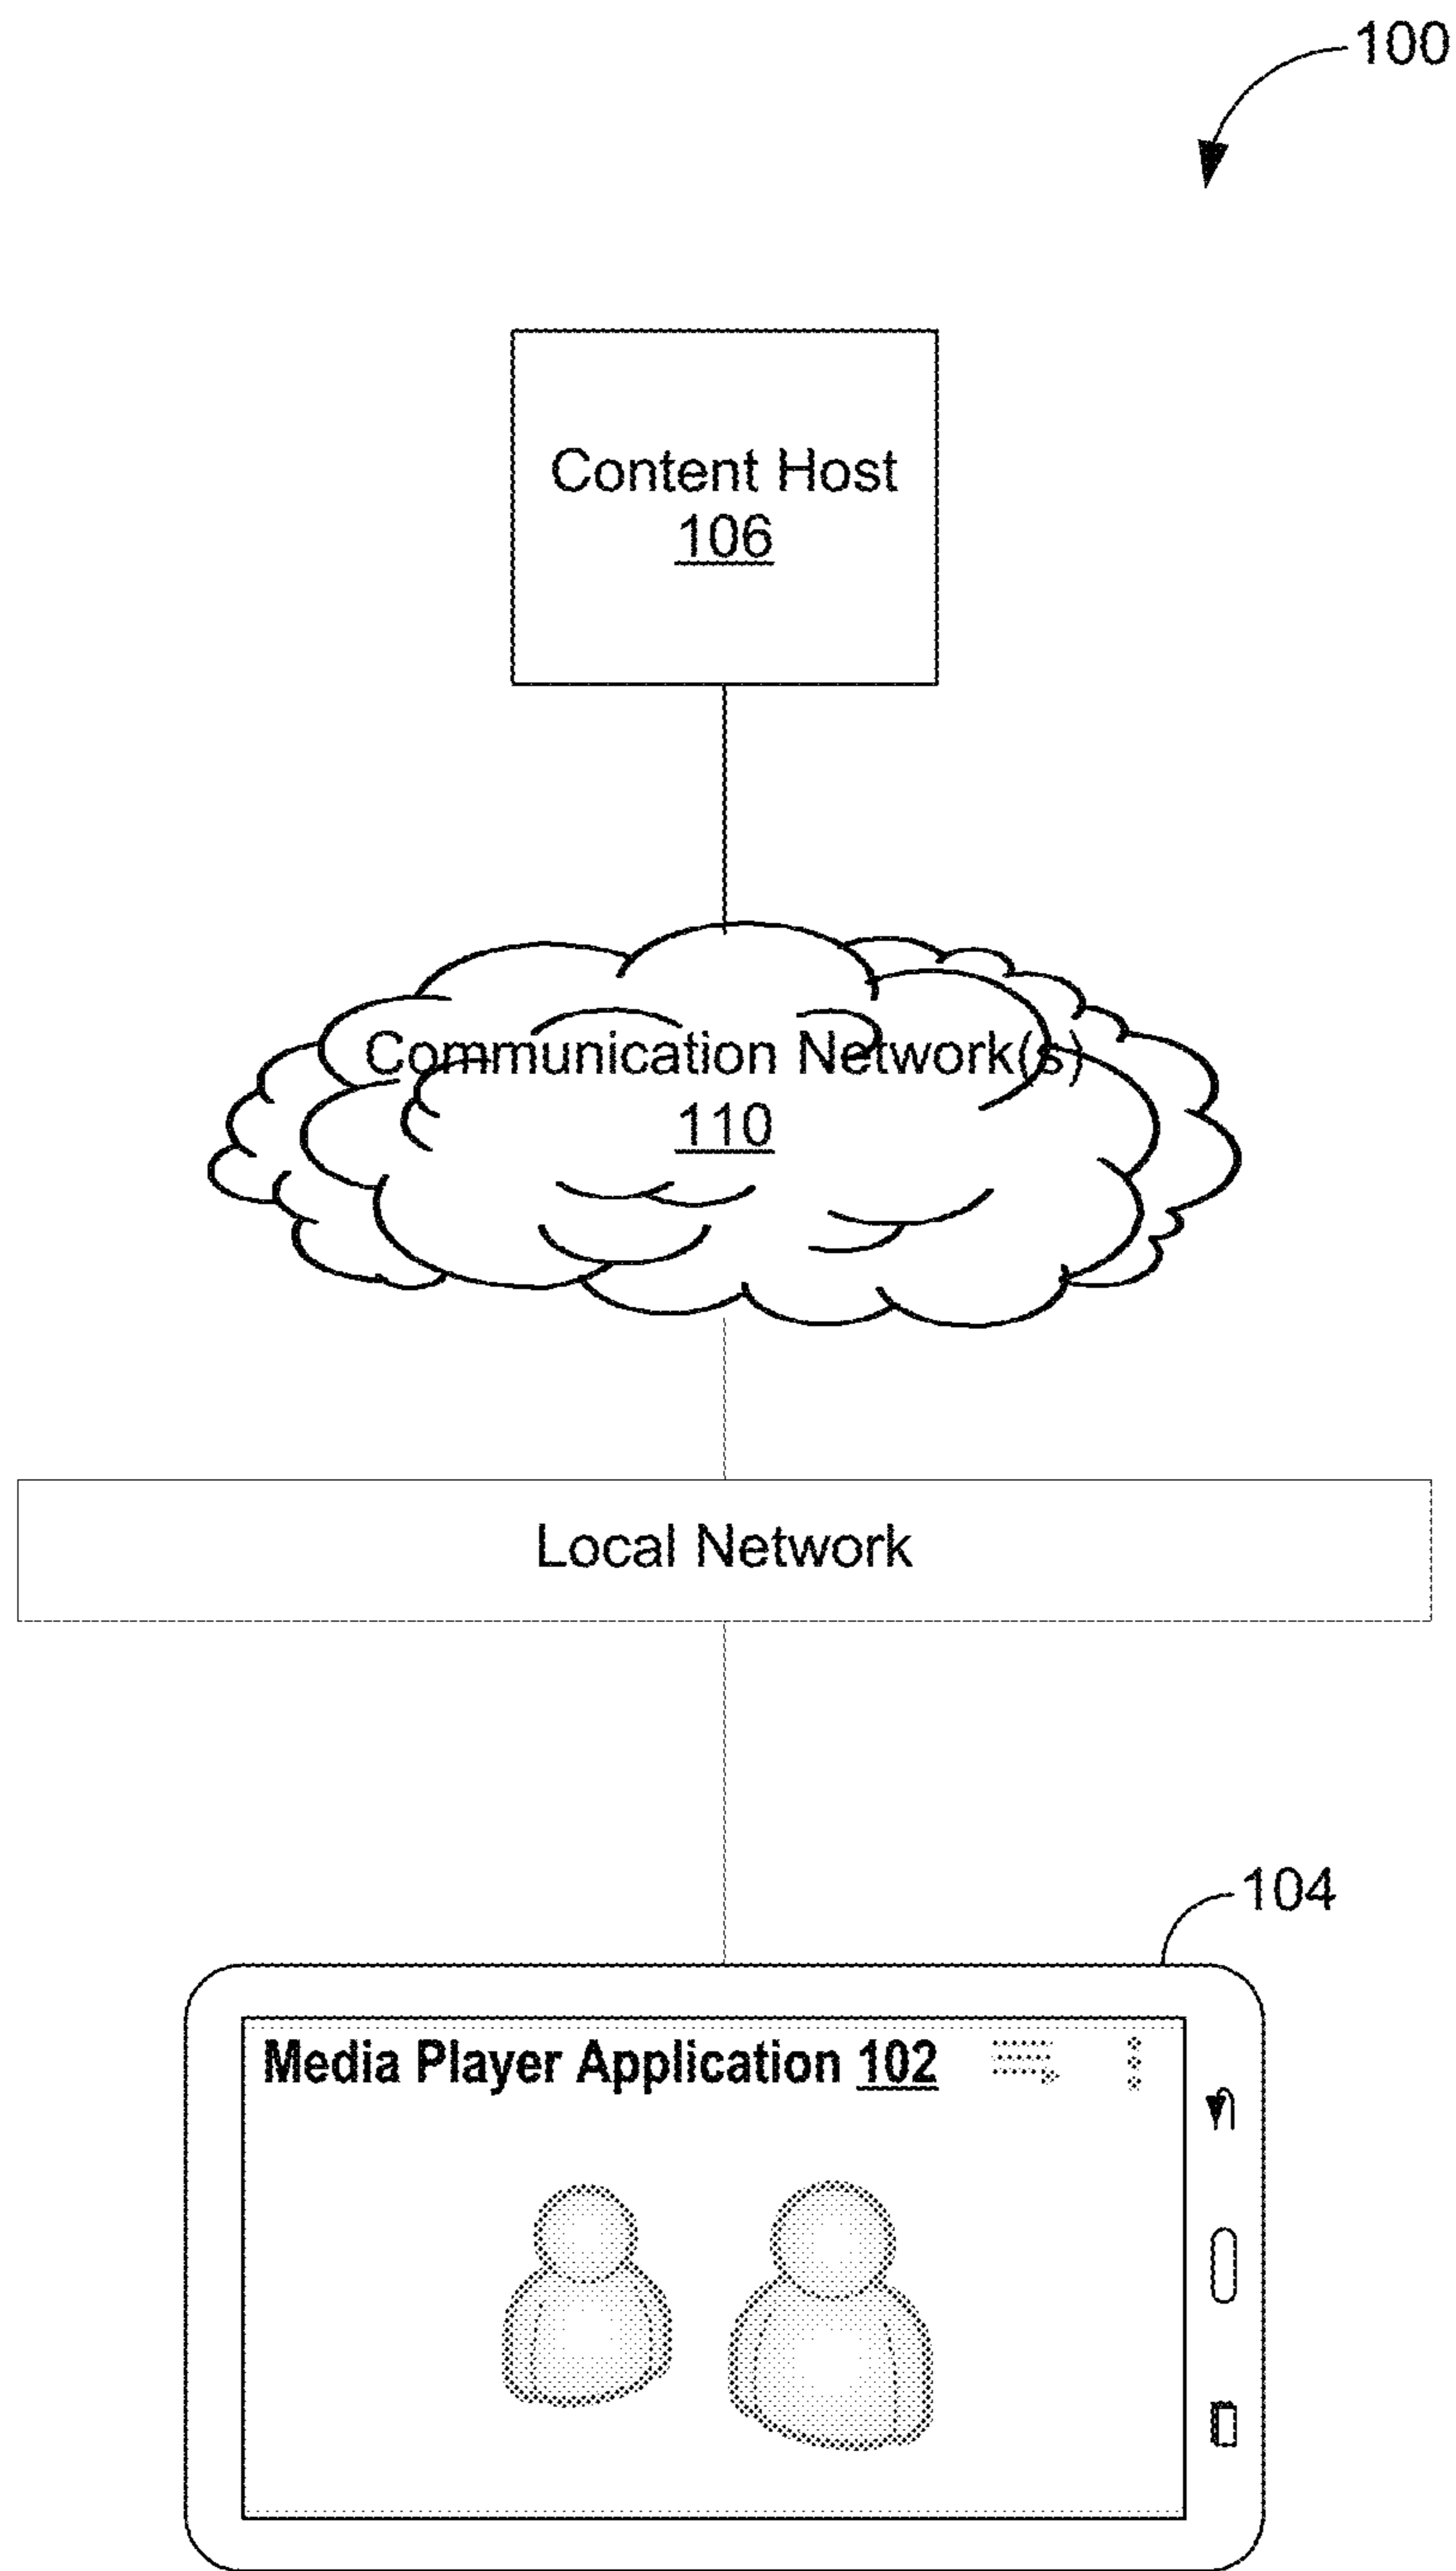 100
Content Host
106
Communication Network(s)
110
Local Network
104
Media Player Application 102